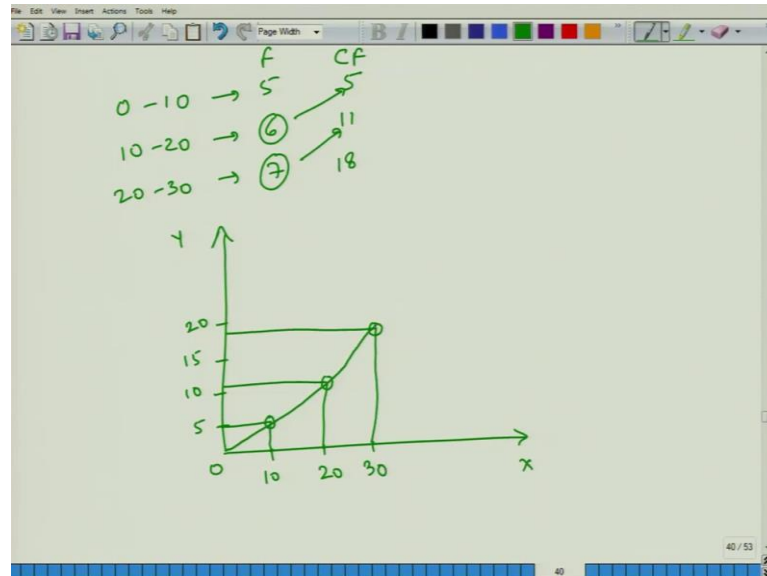 File Edit View Insert Actions Tools Help
Page Width
B I
F CF
0-10 → 5 5
10-20 → 6 11
20-30 → 7 18
Y
20
15
10
5
0 10 20 30 X
40/53
40